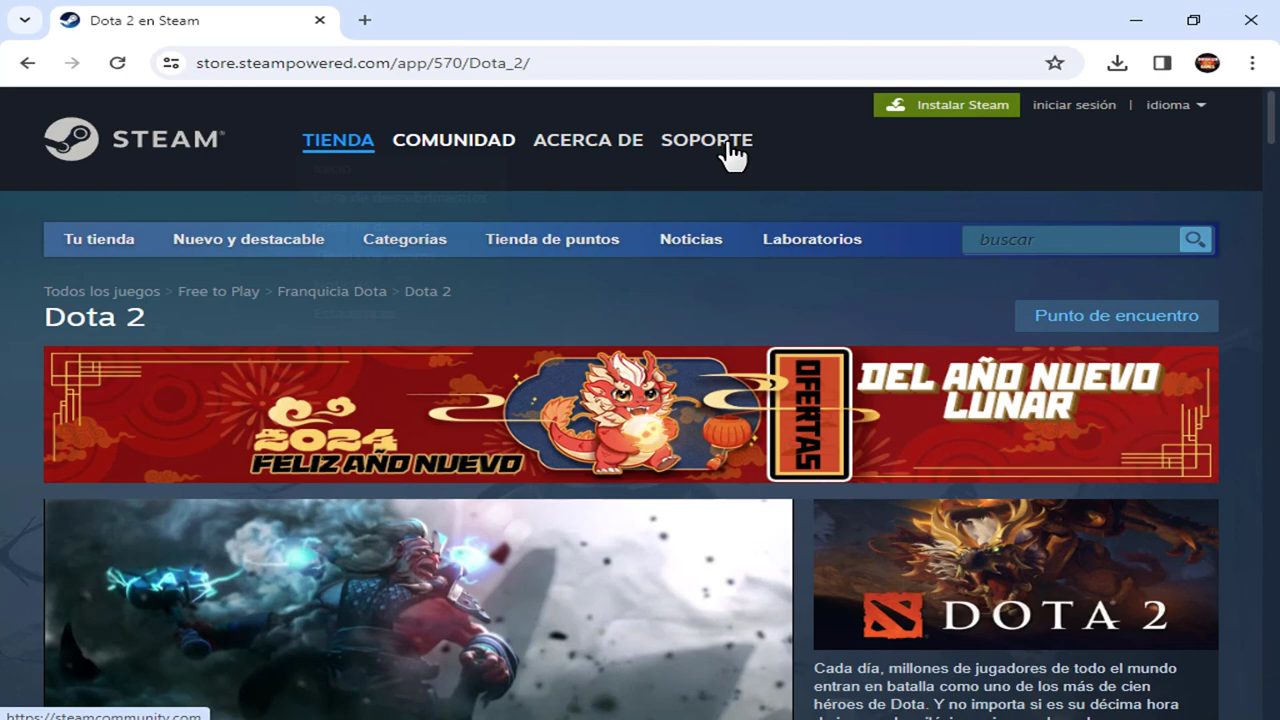 Dota 2 en Steam
store.steampowered.com/app/570/Dota_2/
Instalar Steam
iniciar sesión | idioma
STEAM
TIENDA COMUNIDAD ACERCA DE SOPORTE
Tu tienda Nuevo y destacable Categorías Tienda de puntos Noticias Laboratorios buscar
Todos los juegos > Free to Play > Franquicia Dota > Dota 2
Dota 2
Punto de encuentro
2024
FELIZ AÑO NUEVO
OFERTAS
DEL AÑO NUEVO
LUNAR
DOTA 2
Cada día, millones de jugadores de todo el mundo
entran en batalla como uno de los más de cien
héroes de Dota. Y no importa si es su décima hora
https://steamcommunity.com